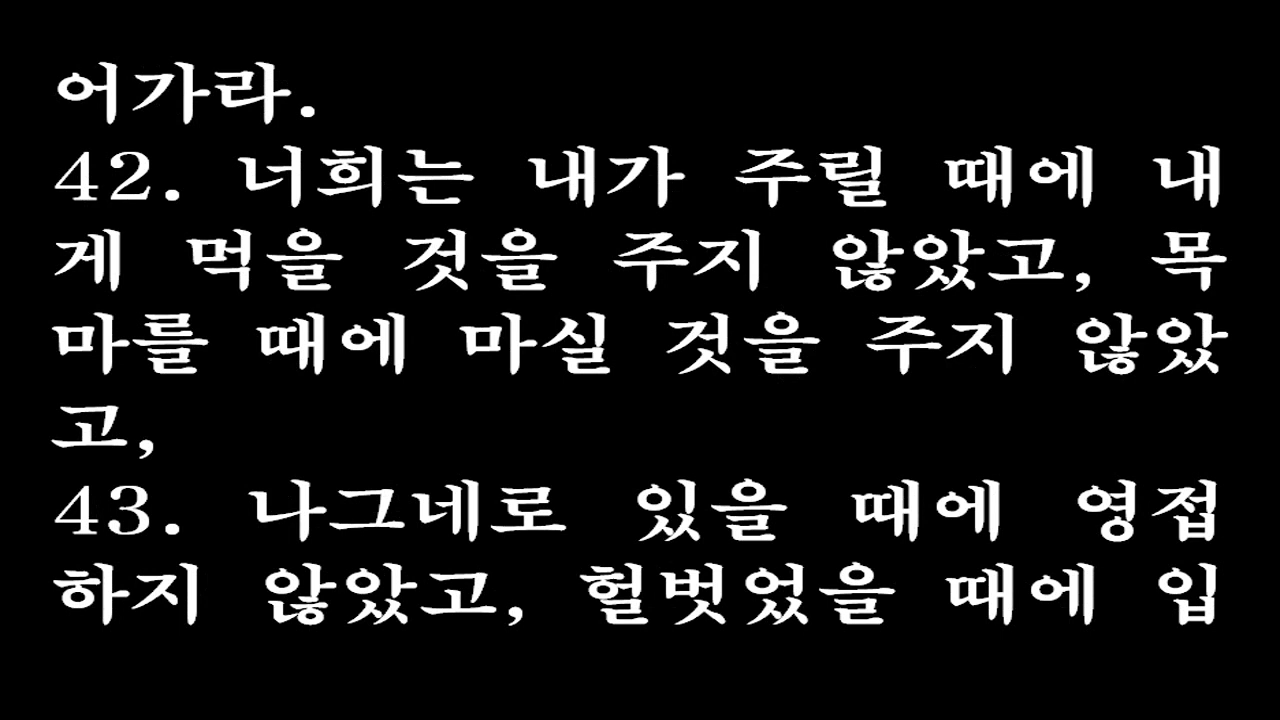 어가라.
42. 너희는 내가 주릴 때에 내
게 먹을 것을 주지 않았고, 목
마를 때에 마실 것을 주지 않았
고,
43. 나그네로 있을 때에 영접
하지 않았고, 헐벗었을 때에 입